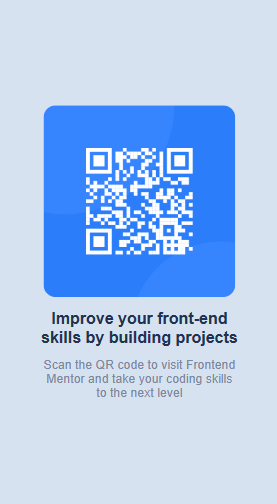 Improve your front-end
skills by building projects
Scan the QR code to visit Frontend
Mentor and take your coding skills
to the next level